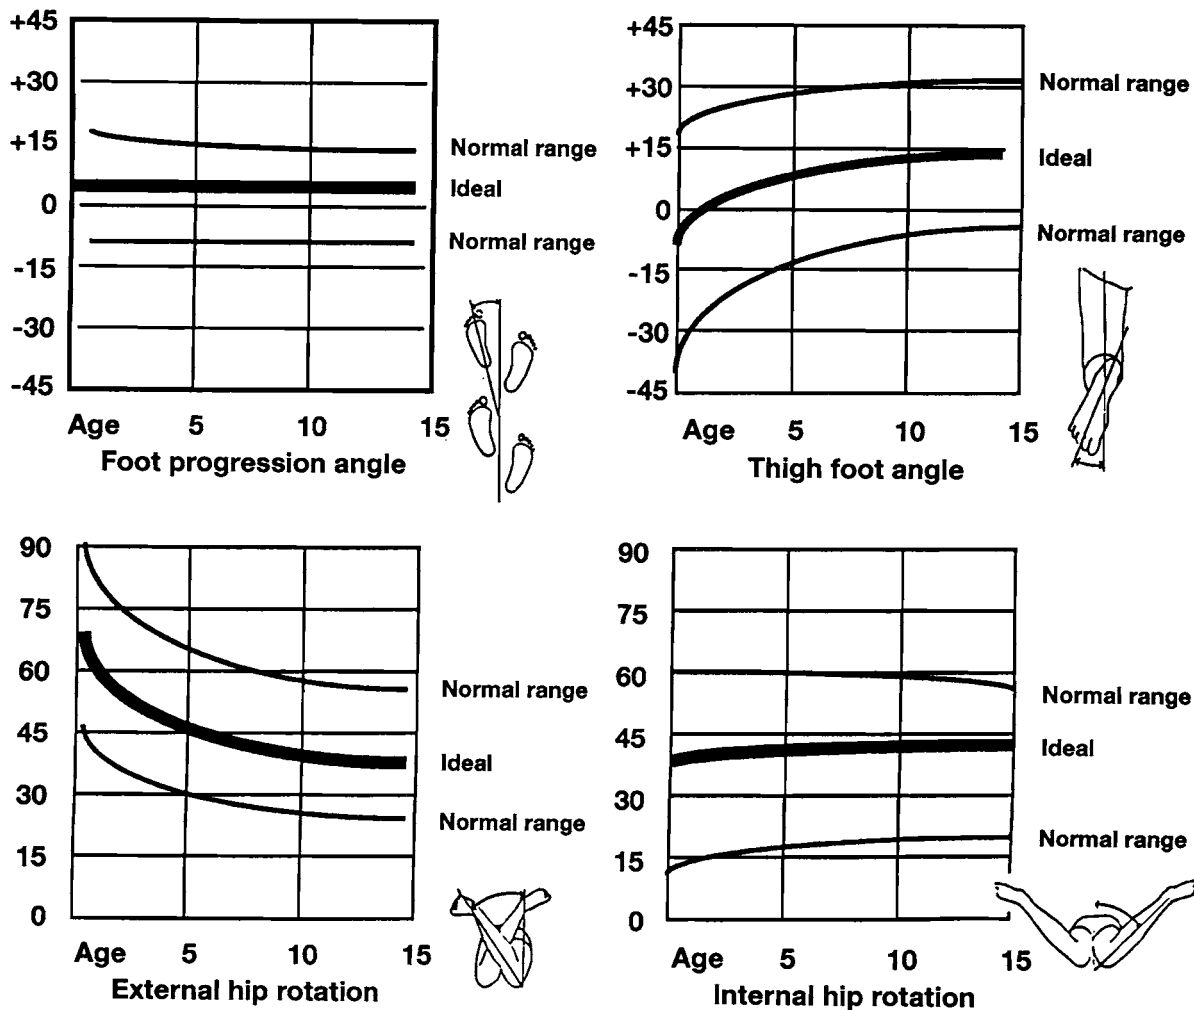 +45
+30
+15
0
-15
-30
-45
Normal range
Ideal
Normal range
Age 5 10 15
Foot progression angle
+45
+30
+15
0
-15
-30
-45
Normal range
Ideal
Normal range
Age 5 10 15
Thigh foot angle
90
75
60
45
30
15
0
Normal range
Ideal
Normal range
Age 5 10 15
External hip rotation
90
75
60
45
30
15
0
Normal range
Ideal
Normal range
Age 5 10 15
Internal hip rotation